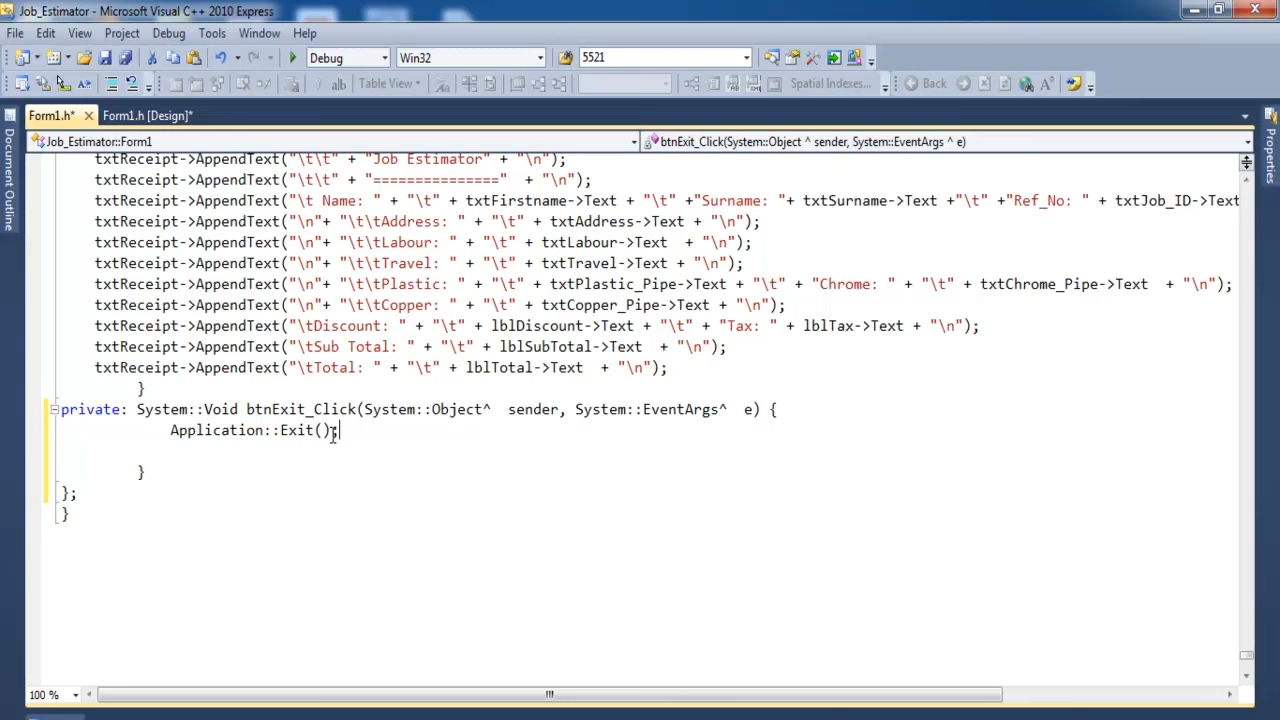 Job_Estimator - Microsoft Visual C++ 2010 Express
File Edit View Project Debug Tools Window Help
Debug Win32 5521
Table View Spatial Indexes... Back
Form1.h* Form1.h [Design]*
Job_Estimator::Form1 btnExit_Click(System::Object ^ sender, System::EventArgs ^ e)
txtReceipt->AppendText("\t\t" + "Job Estimator" + "\n");
txtReceipt->AppendText("\t\t" + "===============" + "\n");
txtReceipt->AppendText("\t Name: " + "\t" + txtFirstname->Text + "\t" +"Surname: "+ txtSurname->Text +"\t" +"Ref_No: " + txtJob_ID->Text
txtReceipt->AppendText("\n"+ "\t\tAddress: " + "\t" + txtAddress->Text + "\n");
txtReceipt->AppendText("\n"+ "\t\tLabour: " + "\t" + txtLabour->Text + "\n");
txtReceipt->AppendText("\n"+ "\t\tTravel: " + "\t" + txtTravel->Text + "\n");
txtReceipt->AppendText("\n"+ "\t\tPlastic: " + "\t" + txtPlastic_Pipe->Text + "\t" + "Chrome: " + "\t" + txtChrome_Pipe->Text + "\n");
txtReceipt->AppendText("\n"+ "\t\tCopper: " + "\t" + txtCopper_Pipe->Text + "\n");
txtReceipt->AppendText("\tDiscount: " + "\t" + lblDiscount->Text + "\t" + "Tax: " + lblTax->Text + "\n");
txtReceipt->AppendText("\tSub Total: " + "\t" + lblSubTotal->Text + "\n");
txtReceipt->AppendText("\tTotal: " + "\t" + lblTotal->Text + "\n");
}
private: System::Void btnExit_Click(System::Object^ sender, System::EventArgs^ e) {
Application::Exit();
}
};
}
100 %
Document Outline
Properties